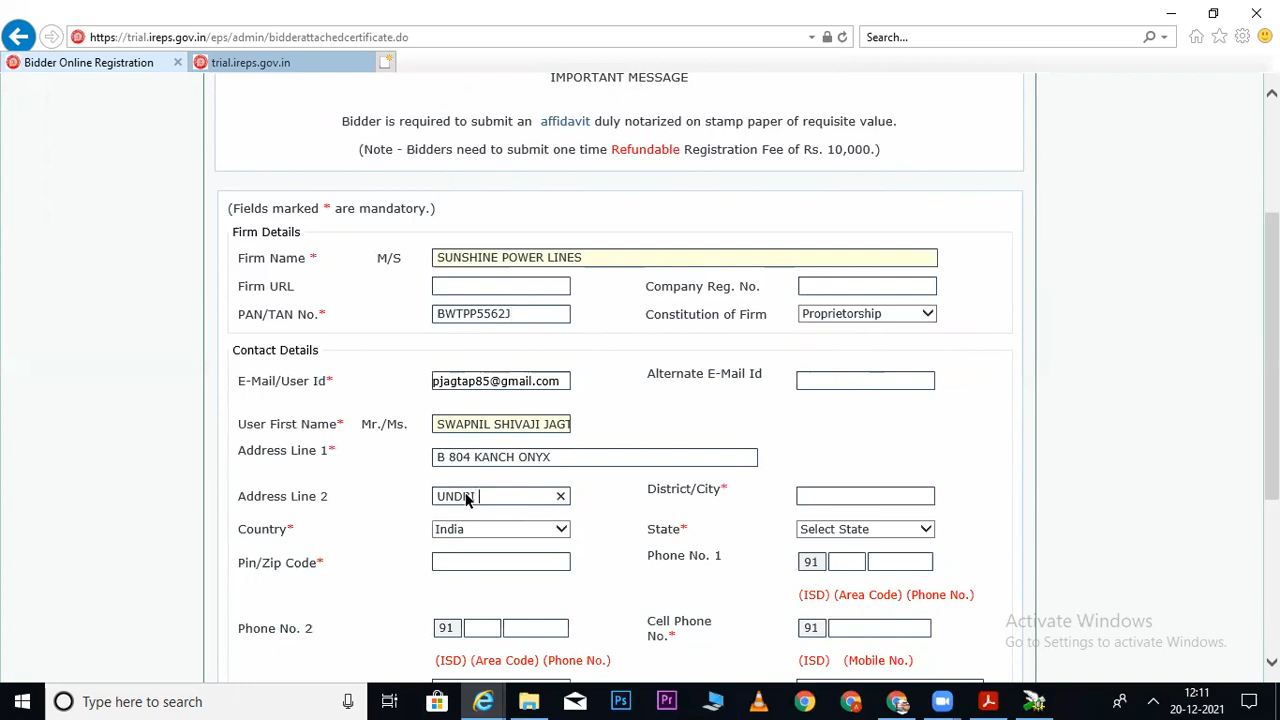 https://trial.ireps.gov.in/eps/admin/bidderattachedcertificate.do
Search...
Bidder Online Registration
trial.ireps.gov.in
IMPORTANT MESSAGE
Bidder is required to submit an affidavit duly notarized on stamp paper of requisite value.
(Note - Bidders need to submit one time Refundable Registration Fee of Rs. 10,000.)
(Fields marked * are mandatory.)
Firm Details
Firm Name * M/S SUNSHINE POWER LINES
Firm URL Company Reg. No.
PAN/TAN No.* BWTPP5562J Constitution of Firm Proprietorship
Contact Details
E-Mail/User Id* pjagtap85@gmail.com Alternate E-Mail Id
User First Name* Mr./Ms. SWAPNIL SHIVAJI JAGT
Address Line 1* B 804 KANCH ONYX
Address Line 2 UNDRI District/City*
Country* India State* Select State
Pin/Zip Code* Phone No. 1 91
(ISD) (Area Code) (Phone No.)
Phone No. 2 91 Cell Phone No.* 91
(ISD) (Area Code) (Phone No.) (ISD) (Mobile No.)
Activate Windows
Go to Settings to activate Windows.
Type here to search
Ps
Pr
12:11
20-12-2021